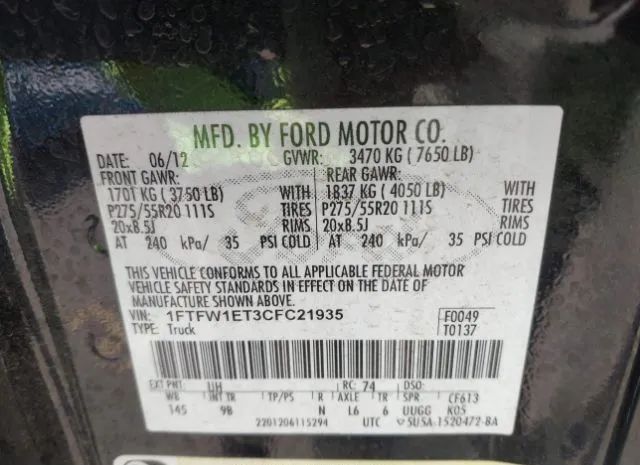 MFD. BY FORD MOTOR CO.
DATE: 06/12 GVWR: 3470 KG ( 7650 LB)
FRONT GAWR: REAR GAWR:
1701 KG ( 3750 LB) WITH 1837 KG ( 4050 LB) WITH
P275/55R20 111S TIRES P275/55R20 111S TIRES
20x8.5J RIMS 20x8.5J RIMS
AT 240 kPa/ 35 PSI COLD AT 240 kPa/ 35 PSI COLD
THIS VEHICLE CONFORMS TO ALL APPLICABLE FEDERAL MOTOR
VEHICLE SAFETY STANDARDS IN EFFECT ON THE DATE OF
MANUFACTURE SHOWN ABOVE.
VIN: 1FTFW1ET3CFC21935 F0049
TYPE: Truck T0137
EXT PNT: UH RC: 74 DSO:
WB INT TR TP/PS R AXLE TR SPR CF613
145 9B N L6 6 UUGG K05
2201206115294 UTC SU5A-1520472-BA